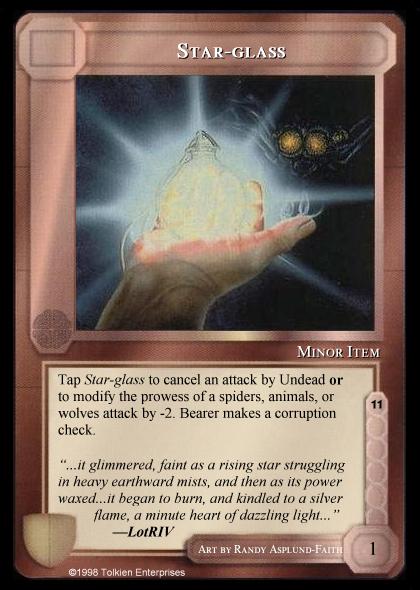 STAR-GLASS
MINOR ITEM
Tap Star-glass to cancel an attack by Undead or
to modify the prowess of a spiders, animals, or
wolves attack by -2. Bearer makes a corruption
check.
11
“...it glimmered, faint as a rising star struggling
in heavy earthward mists, and then as its power
waxed...it began to burn, and kindled to a silver
flame, a minute heart of dazzling light...”
—LotRIV
ART BY RANDY ASPLUND-FAITH
1
©1998 Tolkien Enterprises